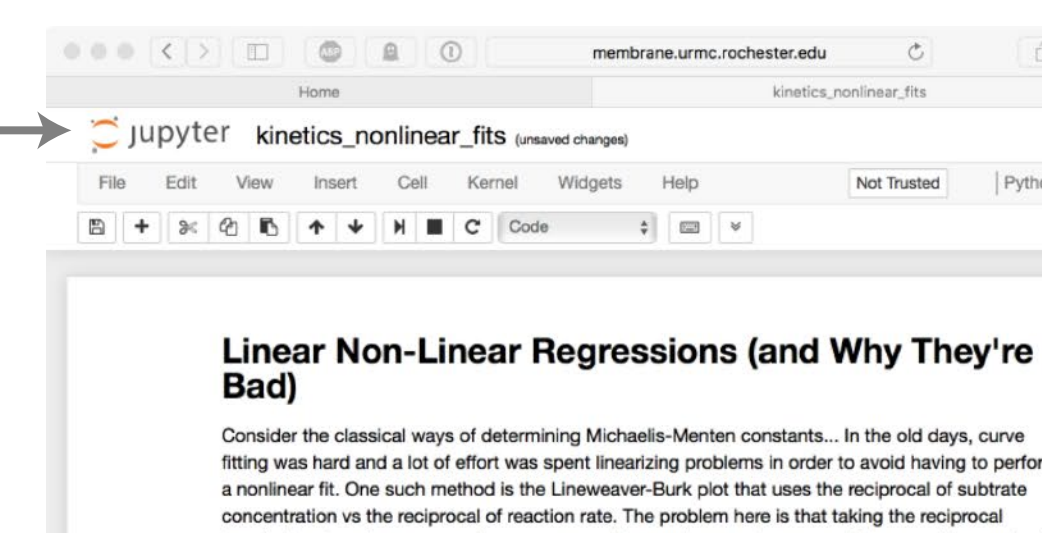 membrane.urmc.rochester.edu
Home kinetics_nonlinear_fits
jupyter kinetics_nonlinear_fits (unsaved changes)
File Edit View Insert Cell Kernel Widgets Help Not Trusted Pytho
Code
Linear Non-Linear Regressions (and Why They're
Bad)
Consider the classical ways of determining Michaelis-Menten constants... In the old days, curve
fitting was hard and a lot of effort was spent linearizing problems in order to avoid having to perfor
a nonlinear fit. One such method is the Lineweaver-Burk plot that uses the reciprocal of subtrate
concentration vs the reciprocal of reaction rate. The problem here is that taking the reciprocal